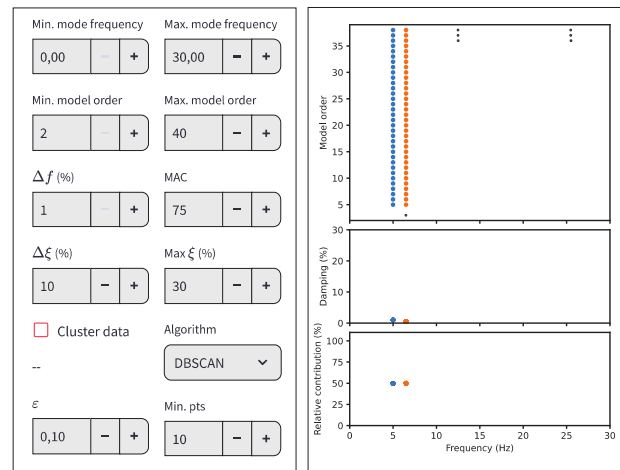 Min. mode frequency Max. mode frequency
0,00 − + 30,00 − +
Min. model order Max. model order
2 − + 40 − +
Δf (%) MAC
1 − + 75 − +
Δξ (%) Max ξ (%)
10 − + 30 − +
Cluster data Algorithm
-- DBSCAN
ε Min. pts
0,10 − + 10 − +
Model order
35
30
25
20
15
10
5
Damping (%)
30
20
10
0
Relative contribution (%)
100
75
50
25
0
0 5 10 15 20 25 30
Frequency (Hz)